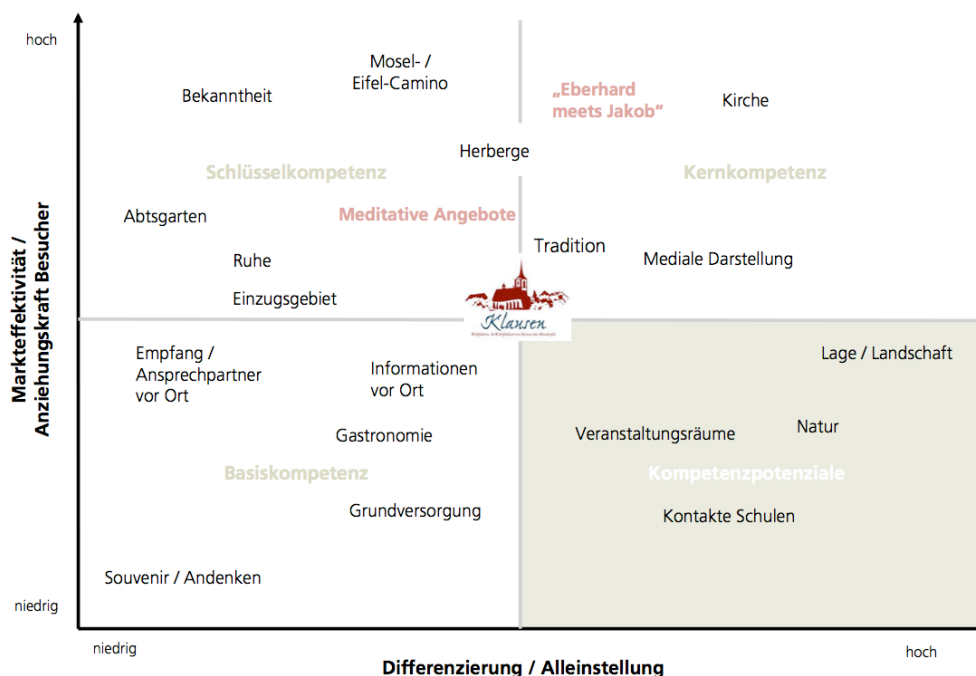 hoch
Mosel- /
Eifel-Camino
Bekanntheit
„Eberhard
meets Jakob“
Kirche
Herberge
Schlüsselkompetenz
Kernkompetenz
Abtsgarten
Meditative Angebote
Tradition
Ruhe
Mediale Darstellung
Einzugsgebiet
Klausen
Markteffektivität /
Anziehungskraft Besucher
Empfang /
Ansprechpartner
vor Ort
Informationen
vor Ort
Lage / Landschaft
Gastronomie
Veranstaltungsräume
Natur
Basiskompetenz
Kompetenzpotenziale
Grundversorgung
Kontakte Schulen
Souvenir / Andenken
niedrig
niedrig
hoch
Differenzierung / Alleinstellung